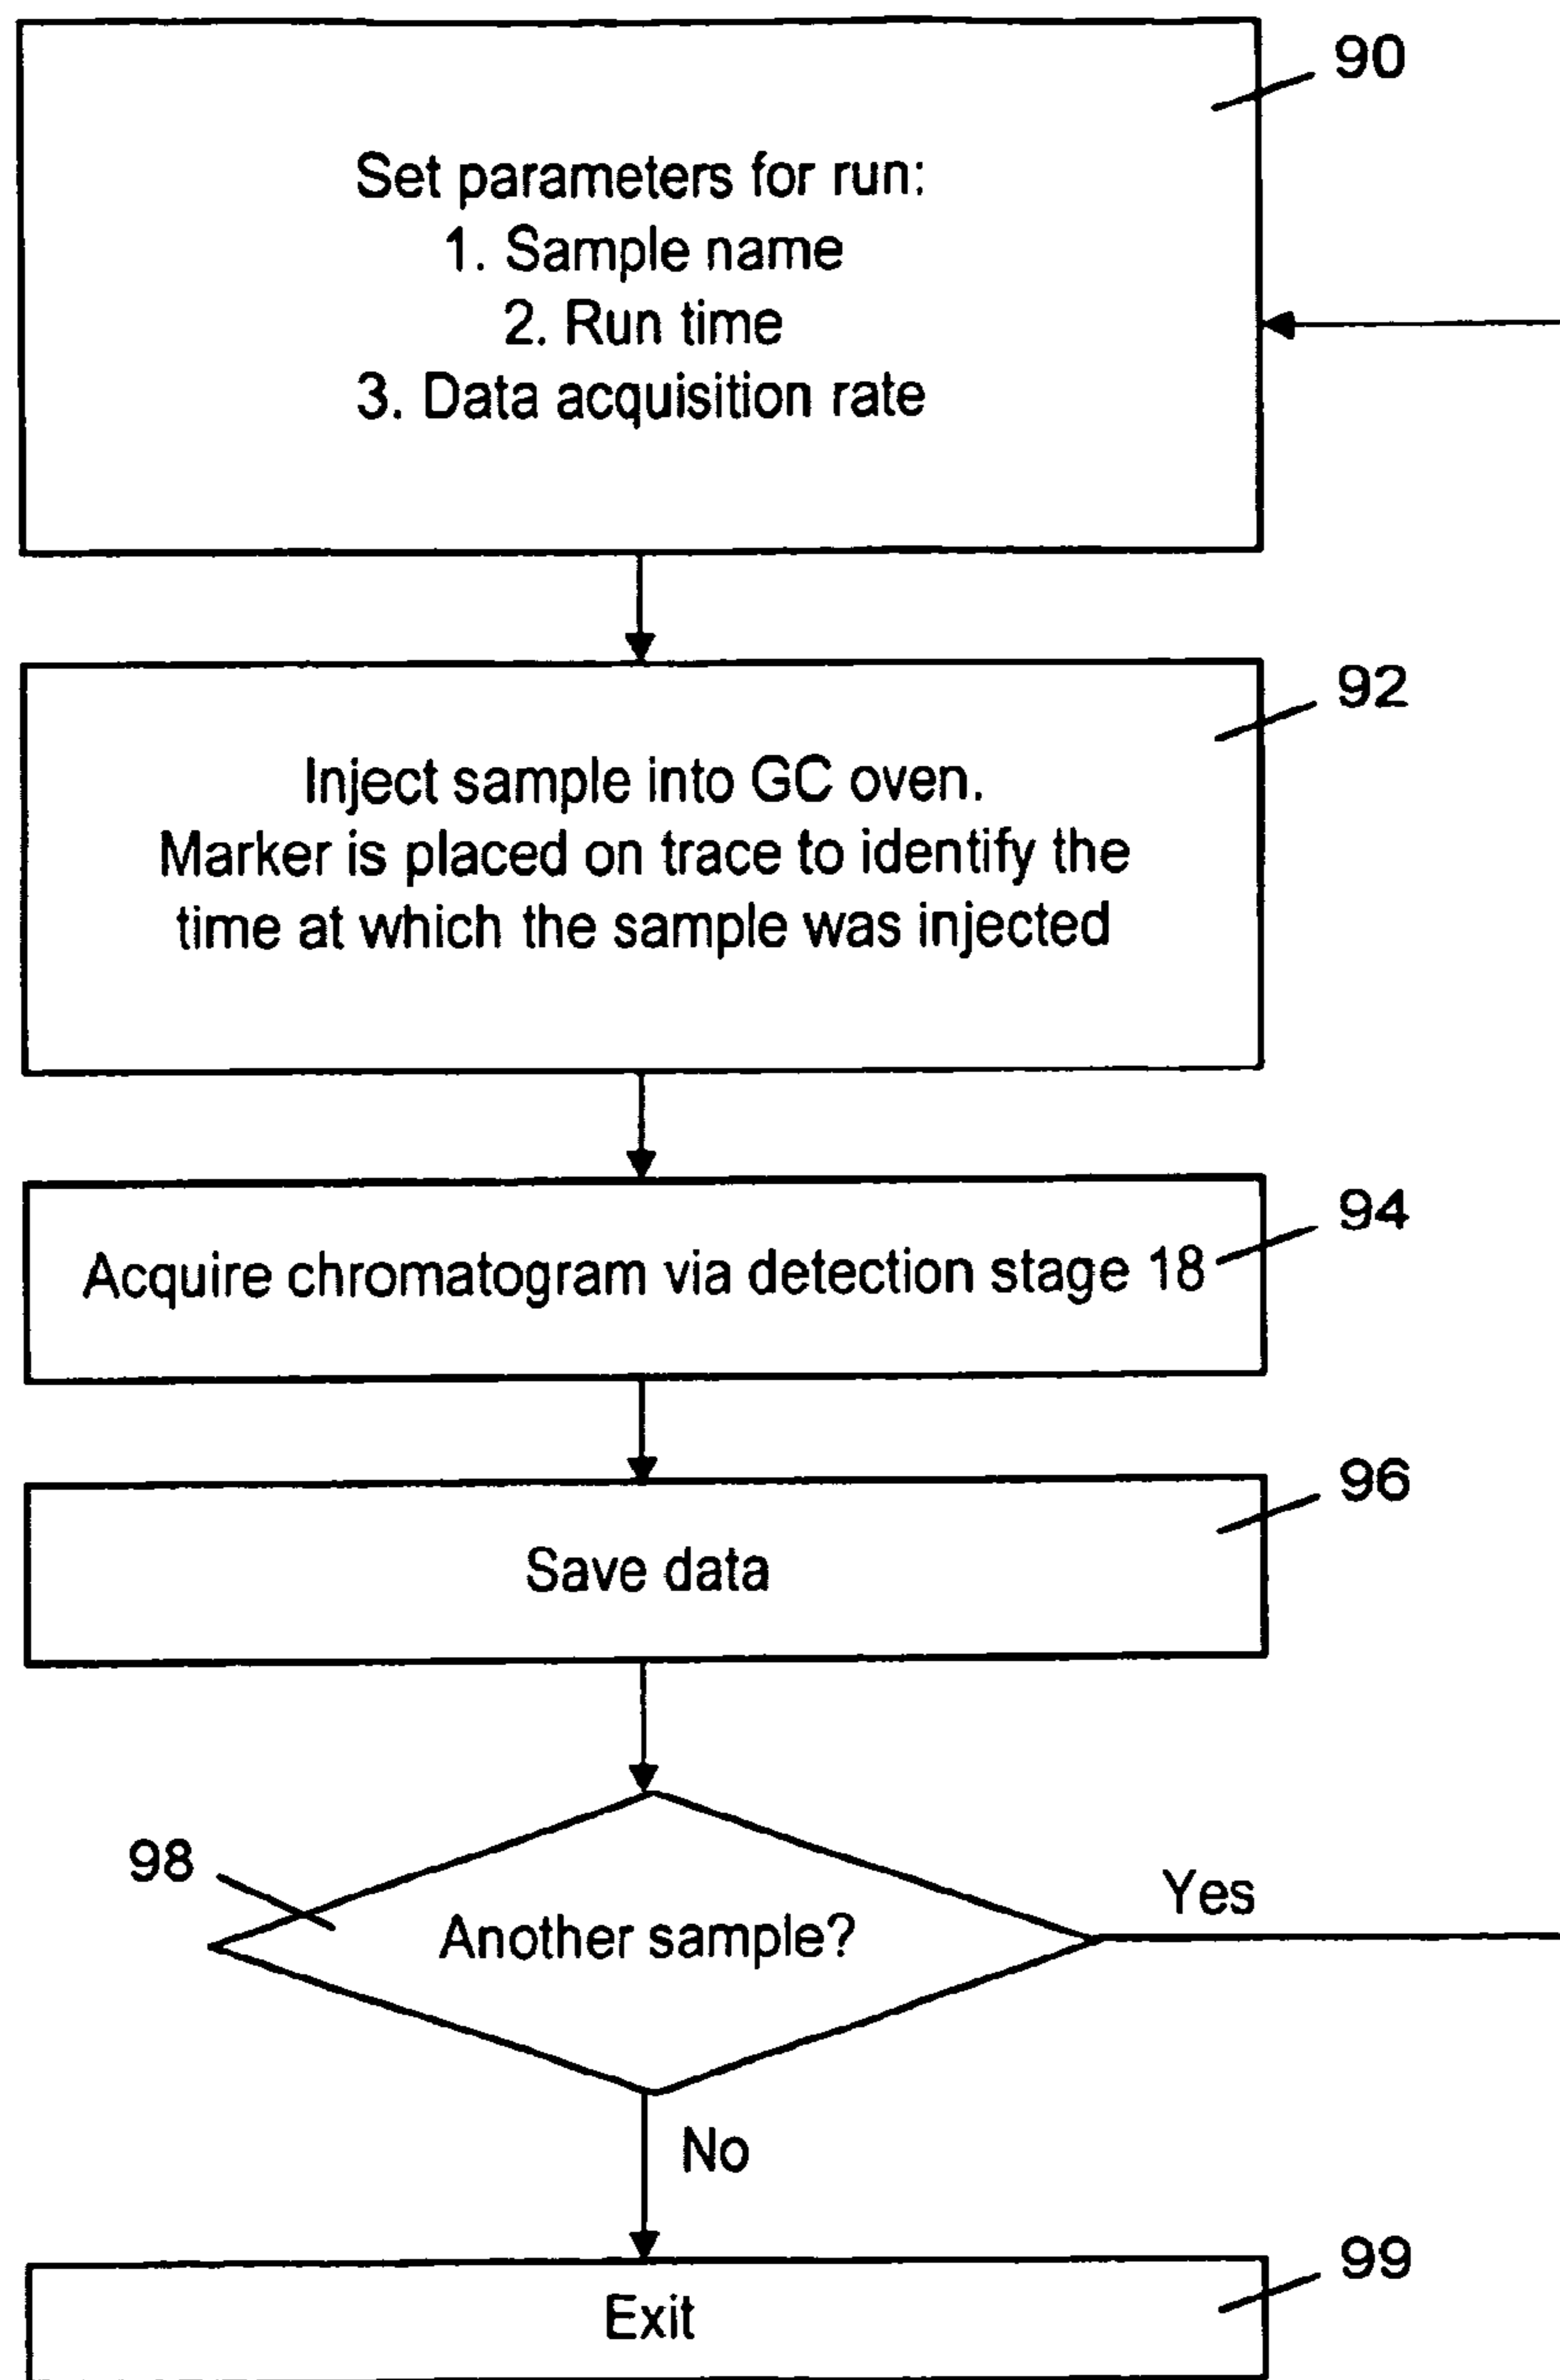 90
Set parameters for run:
1. Sample name
2. Run time
3. Data acquisition rate
92
Inject sample into GC oven.
Marker is placed on trace to identify the
time at which the sample was injected
94
Acquire chromatogram via detection stage 18
96
Save data
98
Another sample?
Yes
No
99
Exit